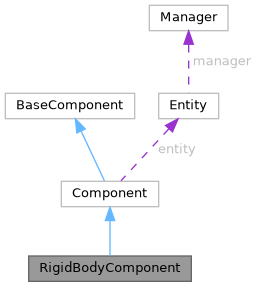 Manager
manager
BaseComponent
Entity
entity
Component
RigidBodyComponent